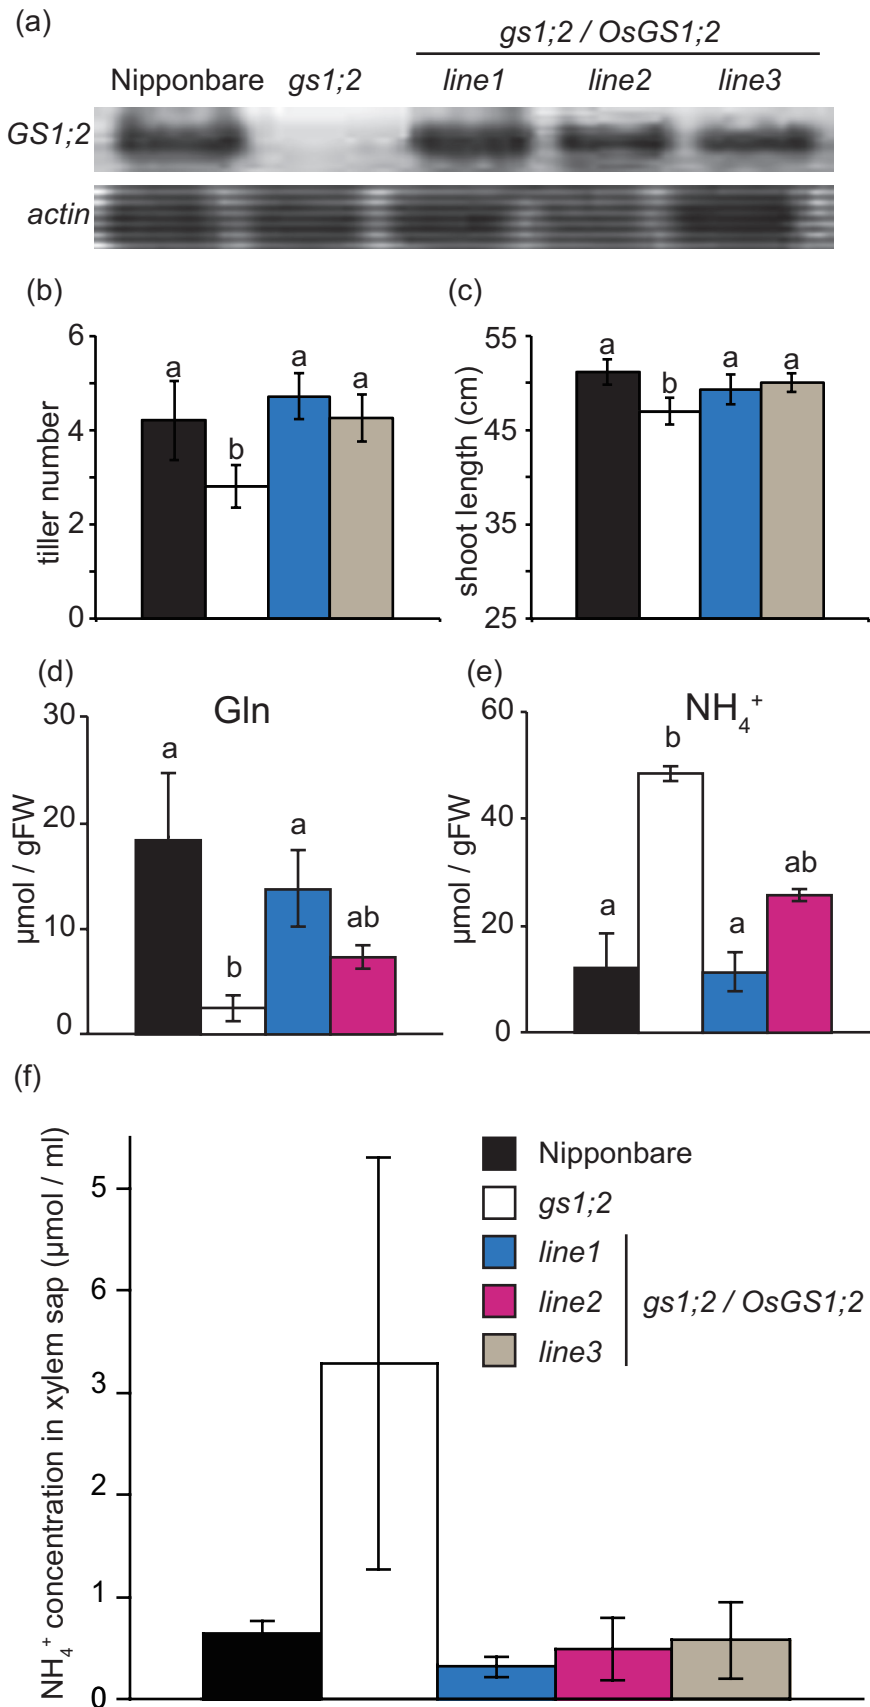 (a)
gs1;2 / OsGS1;2
Nipponbare gs1;2 line1 line2 line3
GS1;2
actin
(b)
tiller number
6
4
2
0
a
b
a
a
(c)
shoot length (cm)
55
45
35
25
a
b
a
a
(d)
Gln
µmol / gFW
30
20
10
0
a
b
a
ab
(e)
NH₄⁺
µmol / gFW
60
40
20
0
a
b
a
ab
(f)
NH₄⁺ concentration in xylem sap (µmol / ml)
5
6
3
2
1
0
Nipponbare
gs1;2
line1
line2
line3
gs1;2 / OsGS1;2